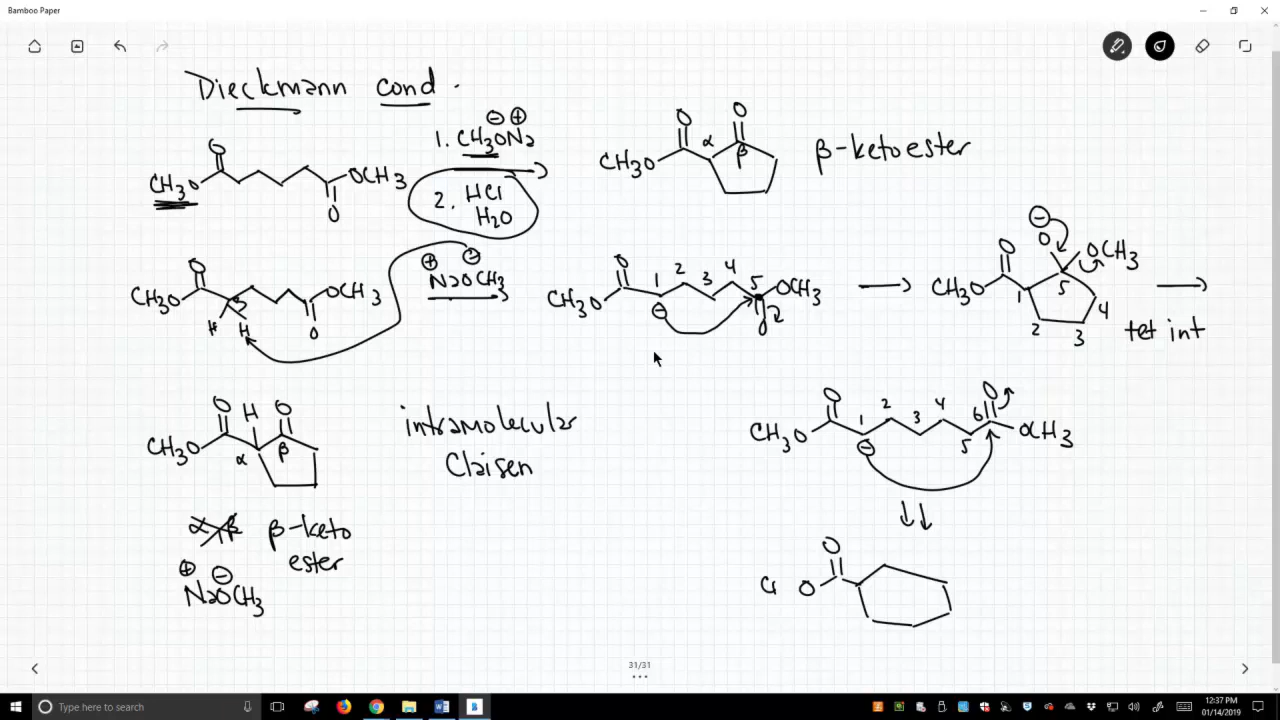 Bamboo Paper
Dieckmann cond.
1. CH3O⊖ Na⊕
2. HCl
H2O
O
CH3O
OCH3
O
O
O
CH3O
α
β
β-ketoester
O
CH3O
H
H
OCH3
O
⊕ ⊖
NaOCH3
O
CH3O
1 2 3 4 5
⊖
OCH3
O
⊖
O
O
OCH3
CH3O
1 2 3 4 5
tet int
O H O
CH3O
α β
intramolecular
Claisen
O
CH3O
1 2 3 4 5 6
⊖
O
OCH3
β-keto
ester
⊕ ⊖
NaOCH3
O
O
31/31
Type here to search
12:37 PM
01/14/2019